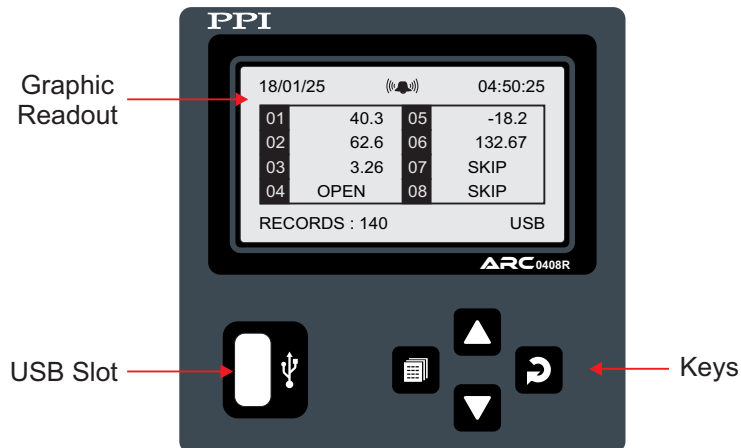 PPI
Graphic
Readout
18/01/25 04:50:25
01 40.3 05 -18.2
02 62.6 06 132.67
03 3.26 07 SKIP
04 OPEN 08 SKIP
RECORDS : 140 USB
ARC0408R
USB Slot
Keys